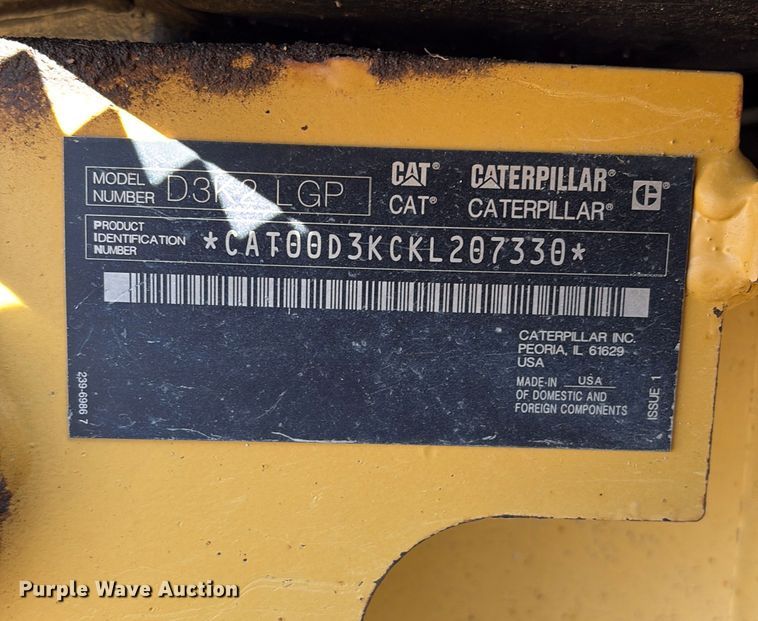 MODEL NUMBER D3K2 LGP
CAT® CATERPILLAR®
CAT® CATERPILLAR®
PRODUCT IDENTIFICATION NUMBER *CAT00D3KCKL207330*
CATERPILLAR INC.
PEORIA, IL 61629
USA
MADE-IN USA
OF DOMESTIC AND
FOREIGN COMPONENTS
239-6986 7
ISSUE 1
Purple Wave Auction